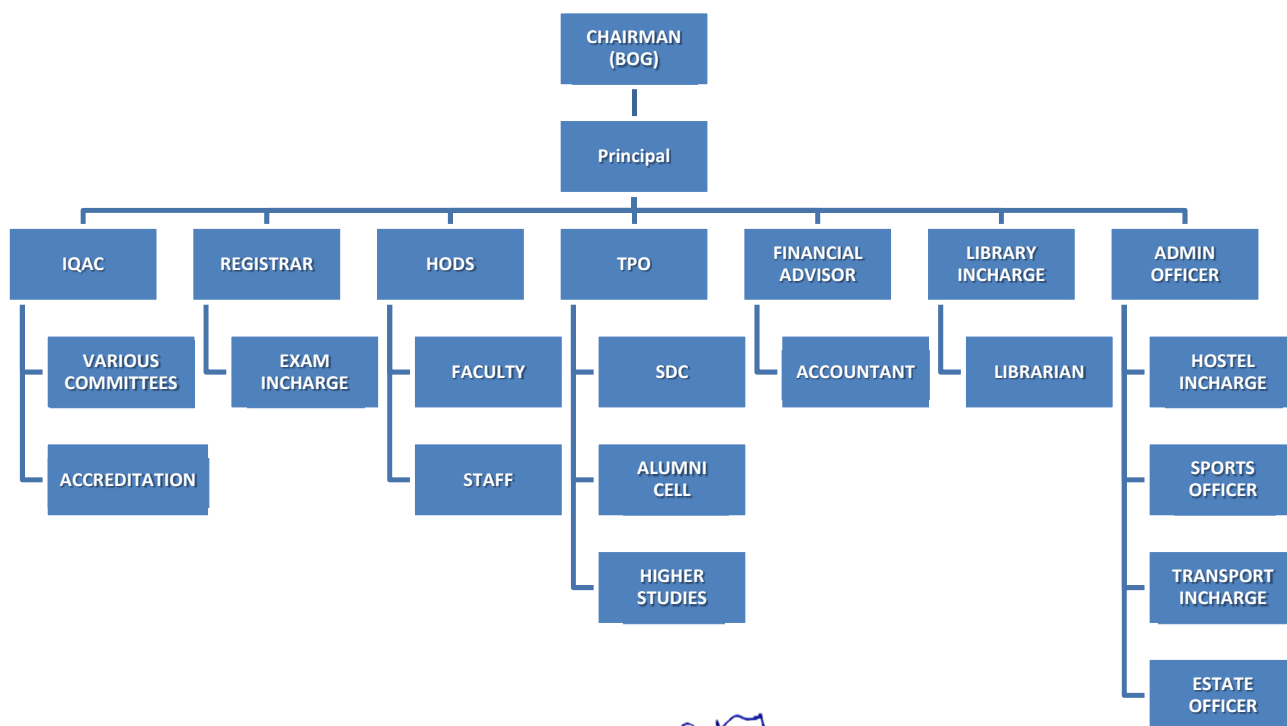 CHAIRMAN
(BOG)
Principal
IQAC
REGISTRAR
HODS
TPO
FINANCIAL
ADVISOR
LIBRARY
INCHARGE
ADMIN
OFFICER
VARIOUS
COMMITTEES
EXAM
INCHARGE
FACULTY
SDC
ACCOUNTANT
LIBRARIAN
HOSTEL
INCHARGE
ACCREDITATION
STAFF
ALUMNI
CELL
SPORTS
OFFICER
HIGHER
STUDIES
TRANSPORT
INCHARGE
ESTATE
OFFICER